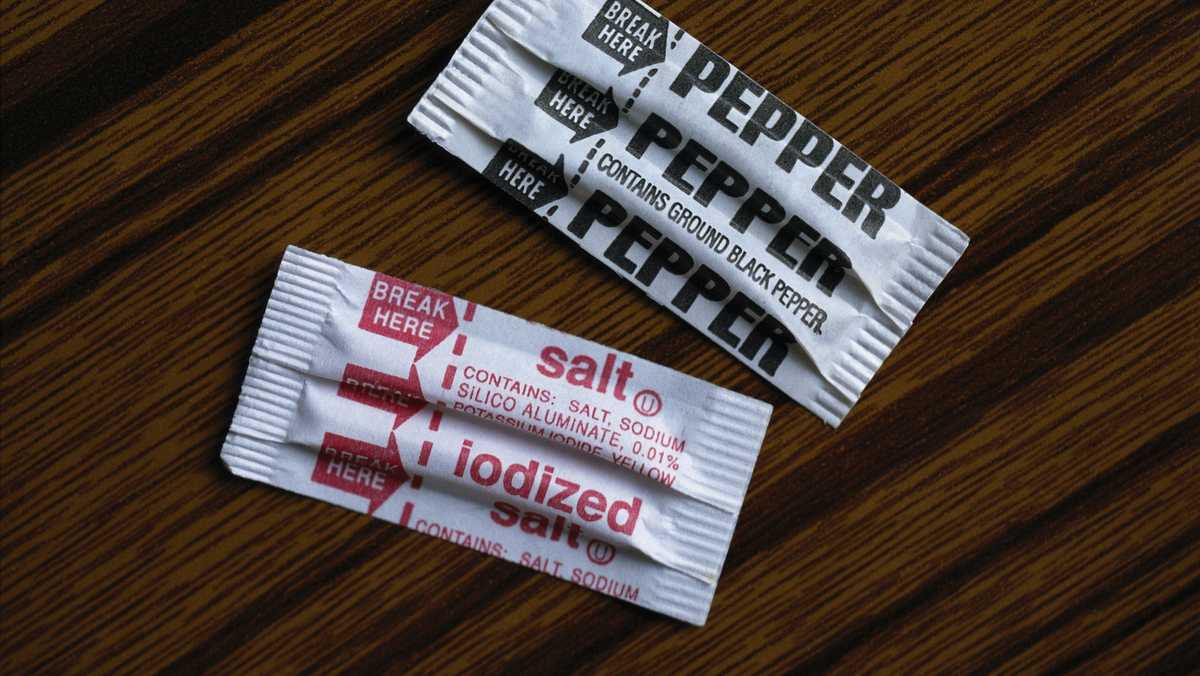 BREAK
HERE
PEPPER
BREAK
HERE
PEPPER
CONTAINS GROUND BLACK PEPPER.
BREAK
HERE
PEPPER
BREAK
HERE
salt U
CONTAINS: SALT, SODIUM
SILICO ALUMINATE, 0.01%
POTASSIUM IODIDE, YELLOW
iodized
BREAK
HERE
salt U
CONTAINS: SALT, SODIUM